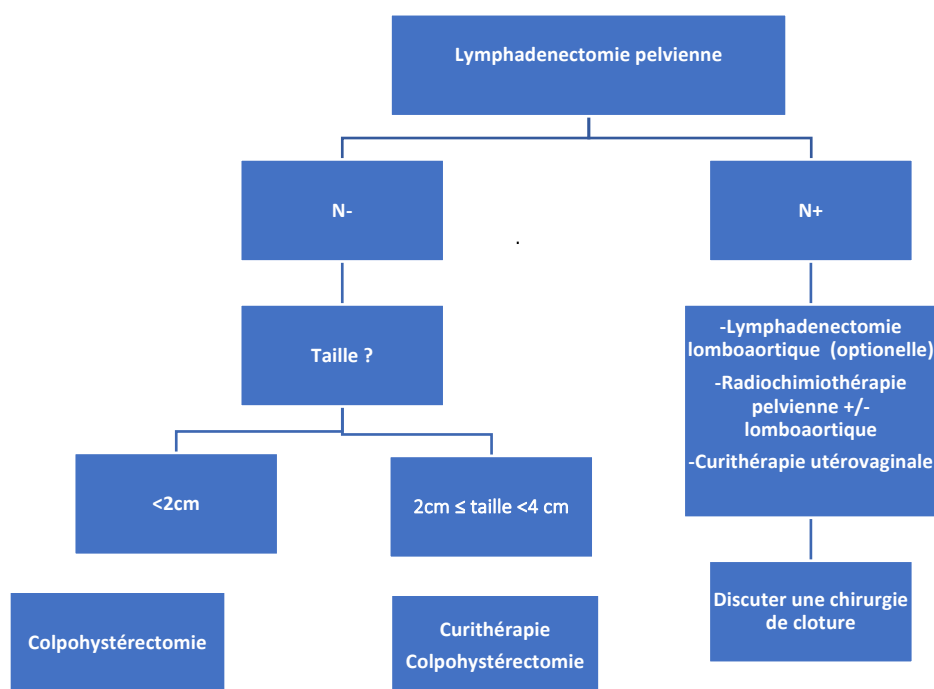 Lymphadenectomie pelvienne
N-
N+
.
Taille ?
-Lymphadenectomie
lomboaortique (optionelle)
-Radiochimiothérapie
pelvienne +/-
lomboaortique
-Curithérapie utérovaginale
<2cm
2cm ≤ taille <4 cm
Colpohystérectomie
Curithérapie
Colpohystérectomie
Discuter une chirurgie
de cloture